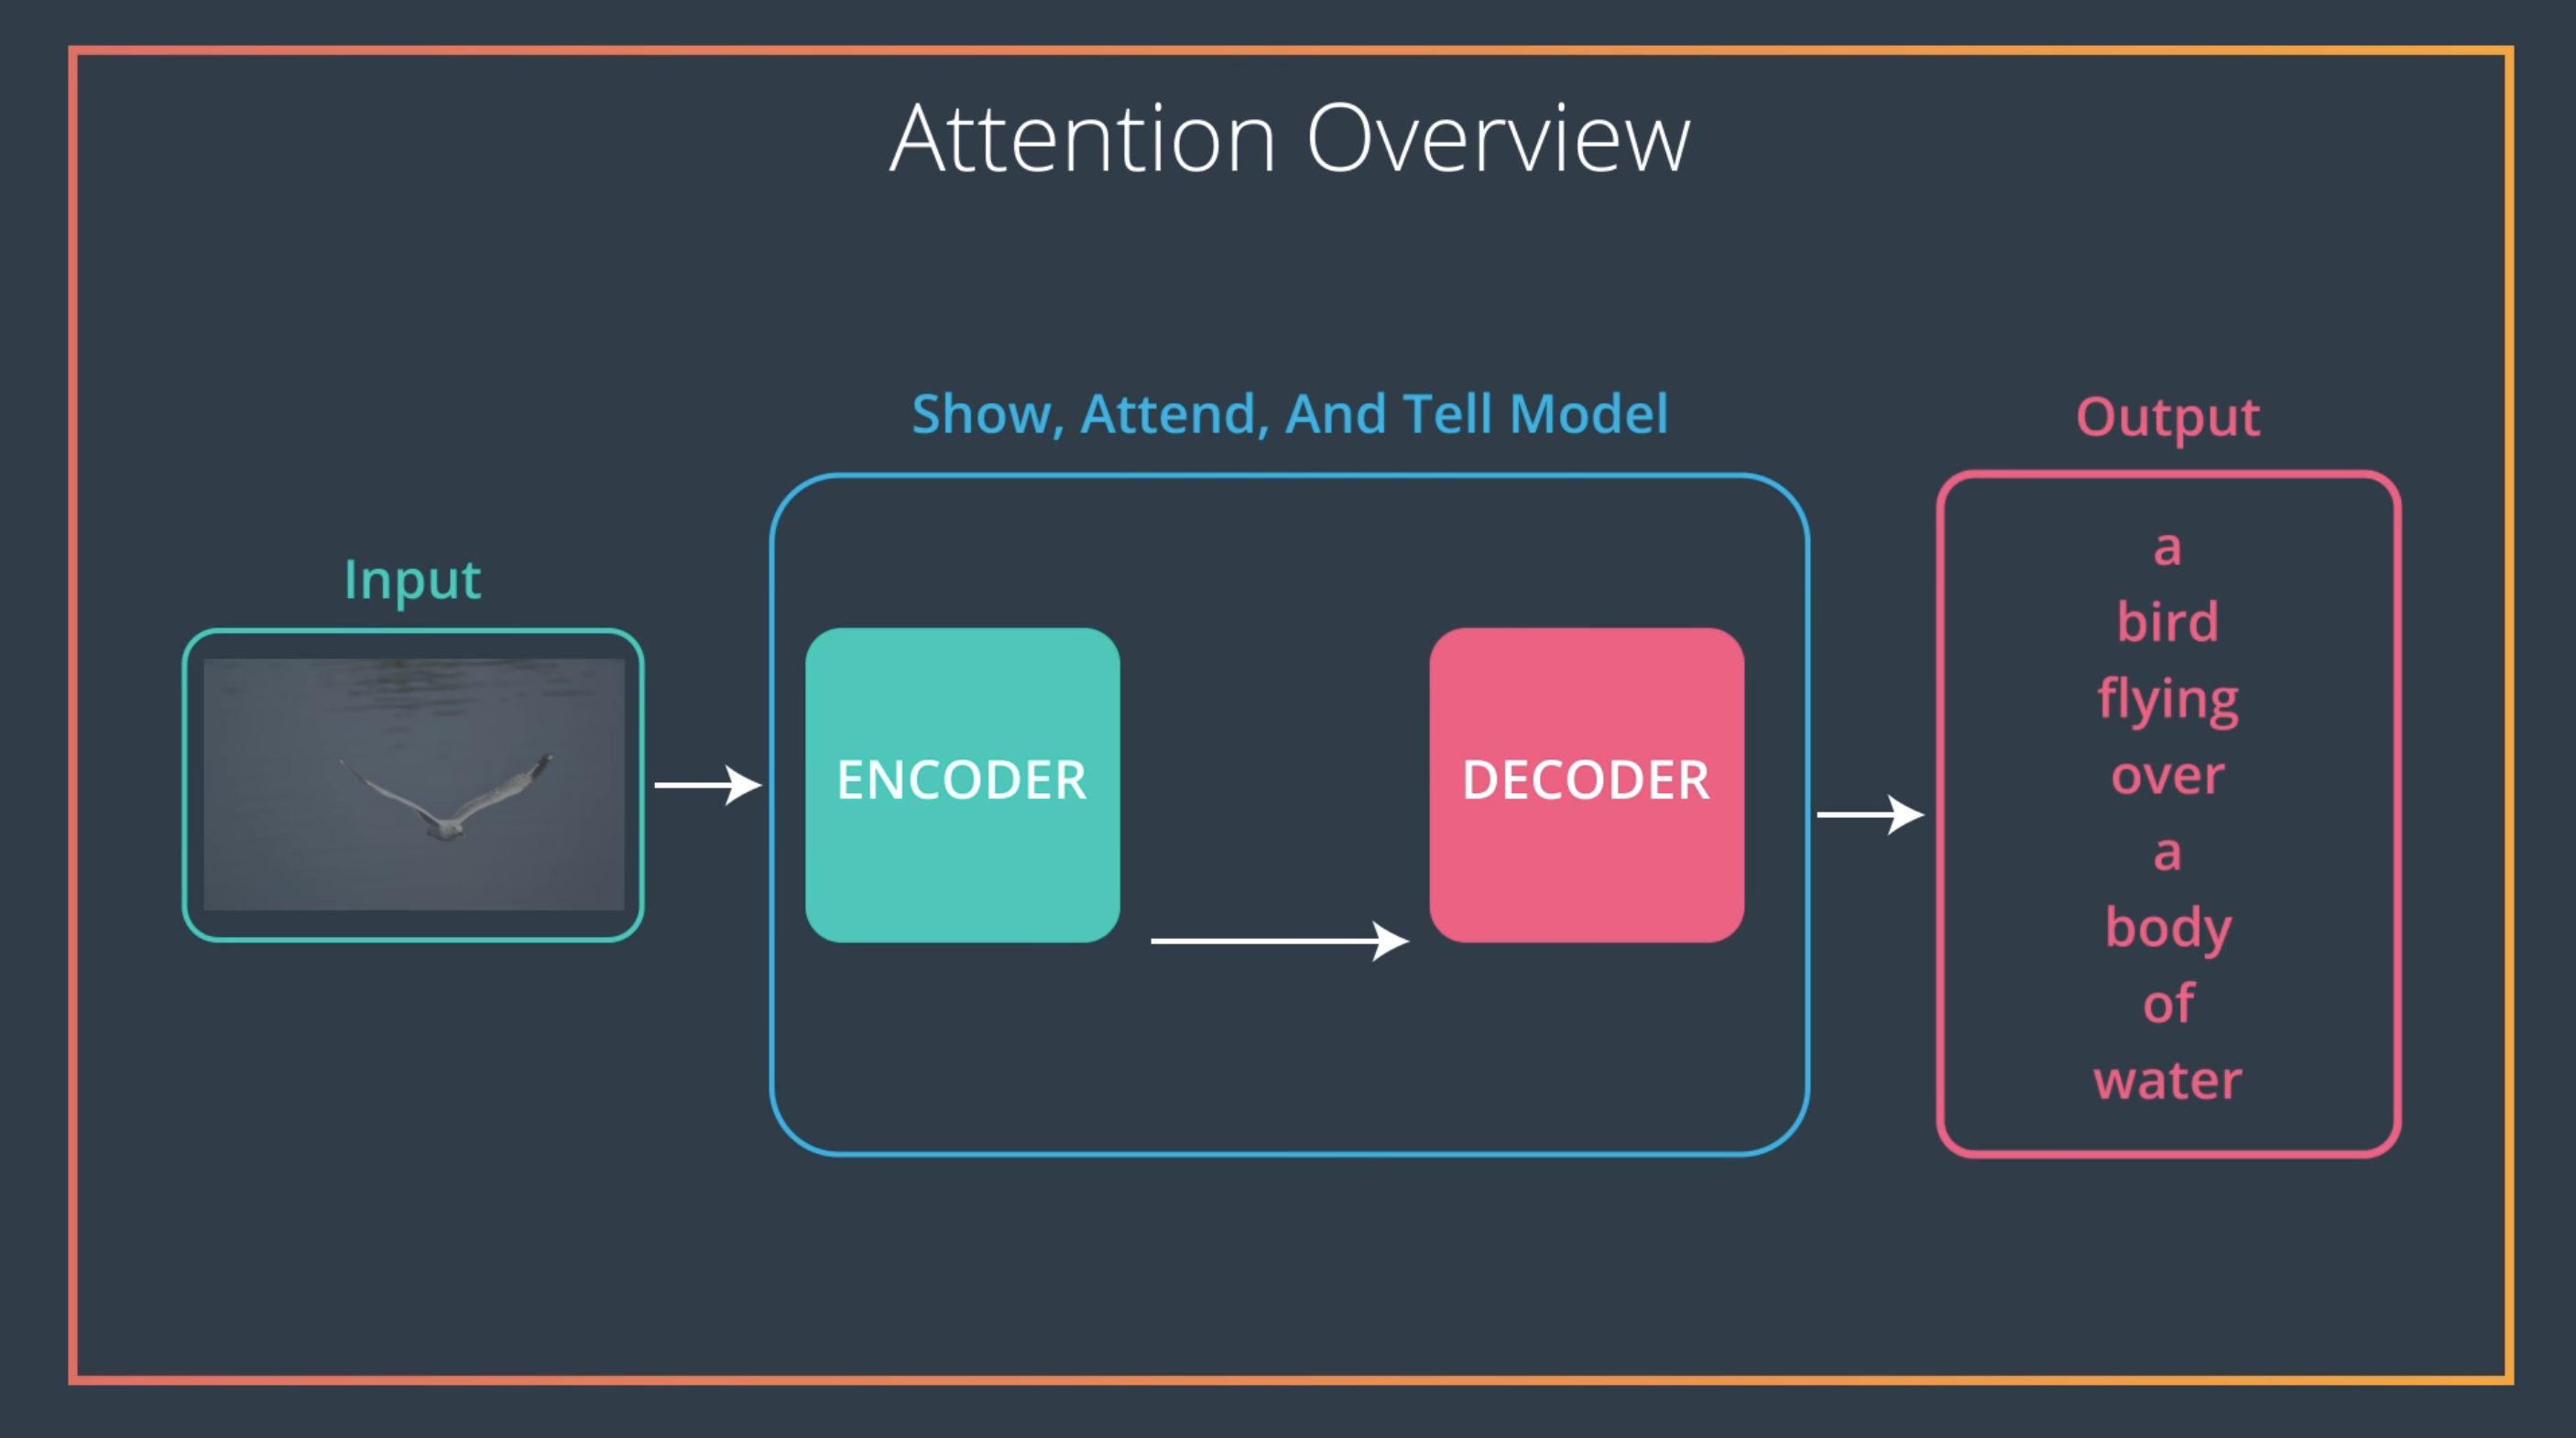 Attention Overview
Show, Attend, And Tell Model
Input
ENCODER
DECODER
Output
a
bird
flying
over
a
body
of
water